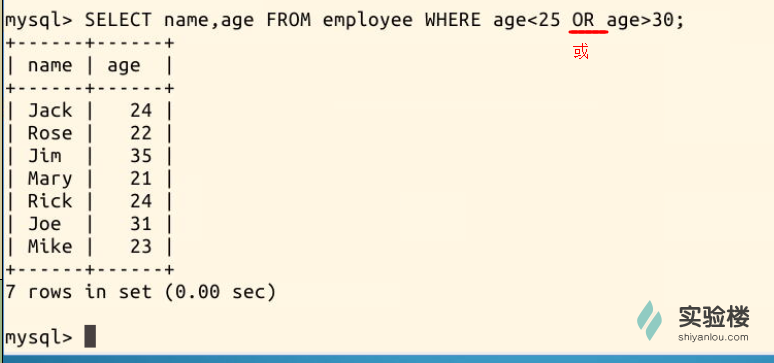 mysql> SELECT name,age FROM employee WHERE age<25 OR age>30;
或
+------+------+
| name | age  |
+------+------+
| Jack |   24 |
| Rose |   22 |
| Jim  |   35 |
| Mary |   21 |
| Rick |   24 |
| Joe  |   31 |
| Mike |   23 |
+------+------+
7 rows in set (0.00 sec)
mysql>
实验楼
shiyanlou.com